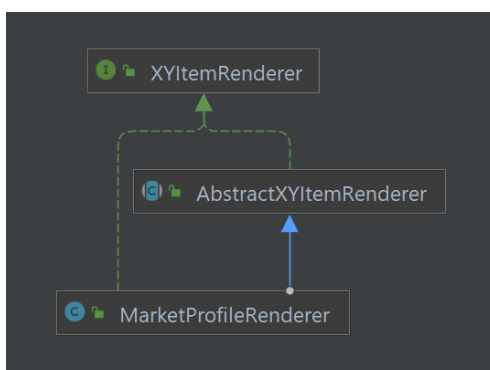 I XYItemRenderer
C AbstractXYItemRenderer
C MarketProfileRenderer